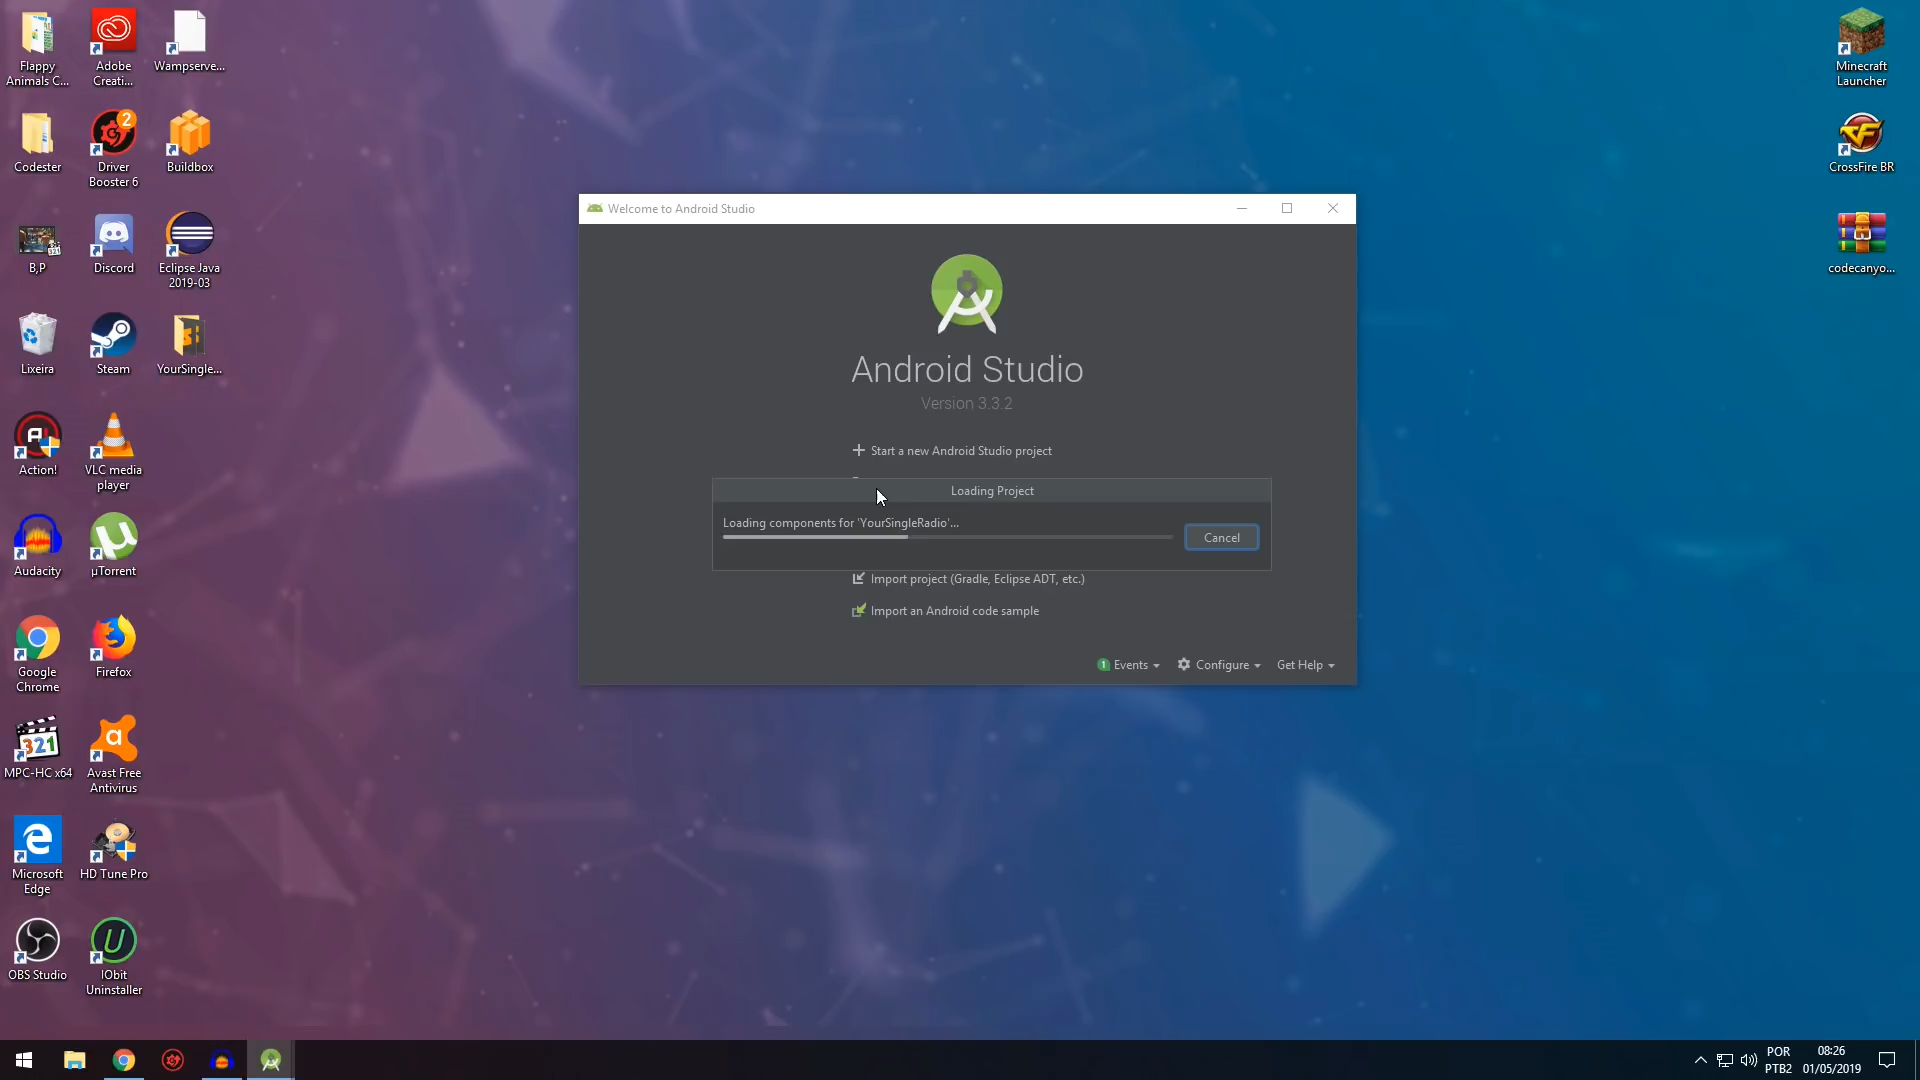 Flappy
Animals C...
Adobe
Creati...
Wampserve...
Codester
2
Driver
Booster 6
Buildbox
B,P
Discord
Eclipse Java
2019-03
Lixeira
Steam
YourSingle...
Action!
VLC media
player
Audacity
µTorrent
Google
Chrome
Firefox
321
MPC-HC x64
Avast Free
Antivirus
Microsoft
Edge
HD Tune Pro
OBS Studio
IObit
Uninstaller
Minecraft
Launcher
CrossFire BR
codecanyo...
Welcome to Android Studio
Android Studio
Version 3.3.2
Start a new Android Studio project
Loading Project
Loading components for 'YourSingleRadio'...
Cancel
Import project (Gradle, Eclipse ADT, etc.)
Import an Android code sample
1 Events
Configure
Get Help
POR
PTB2
08:26
01/05/2019